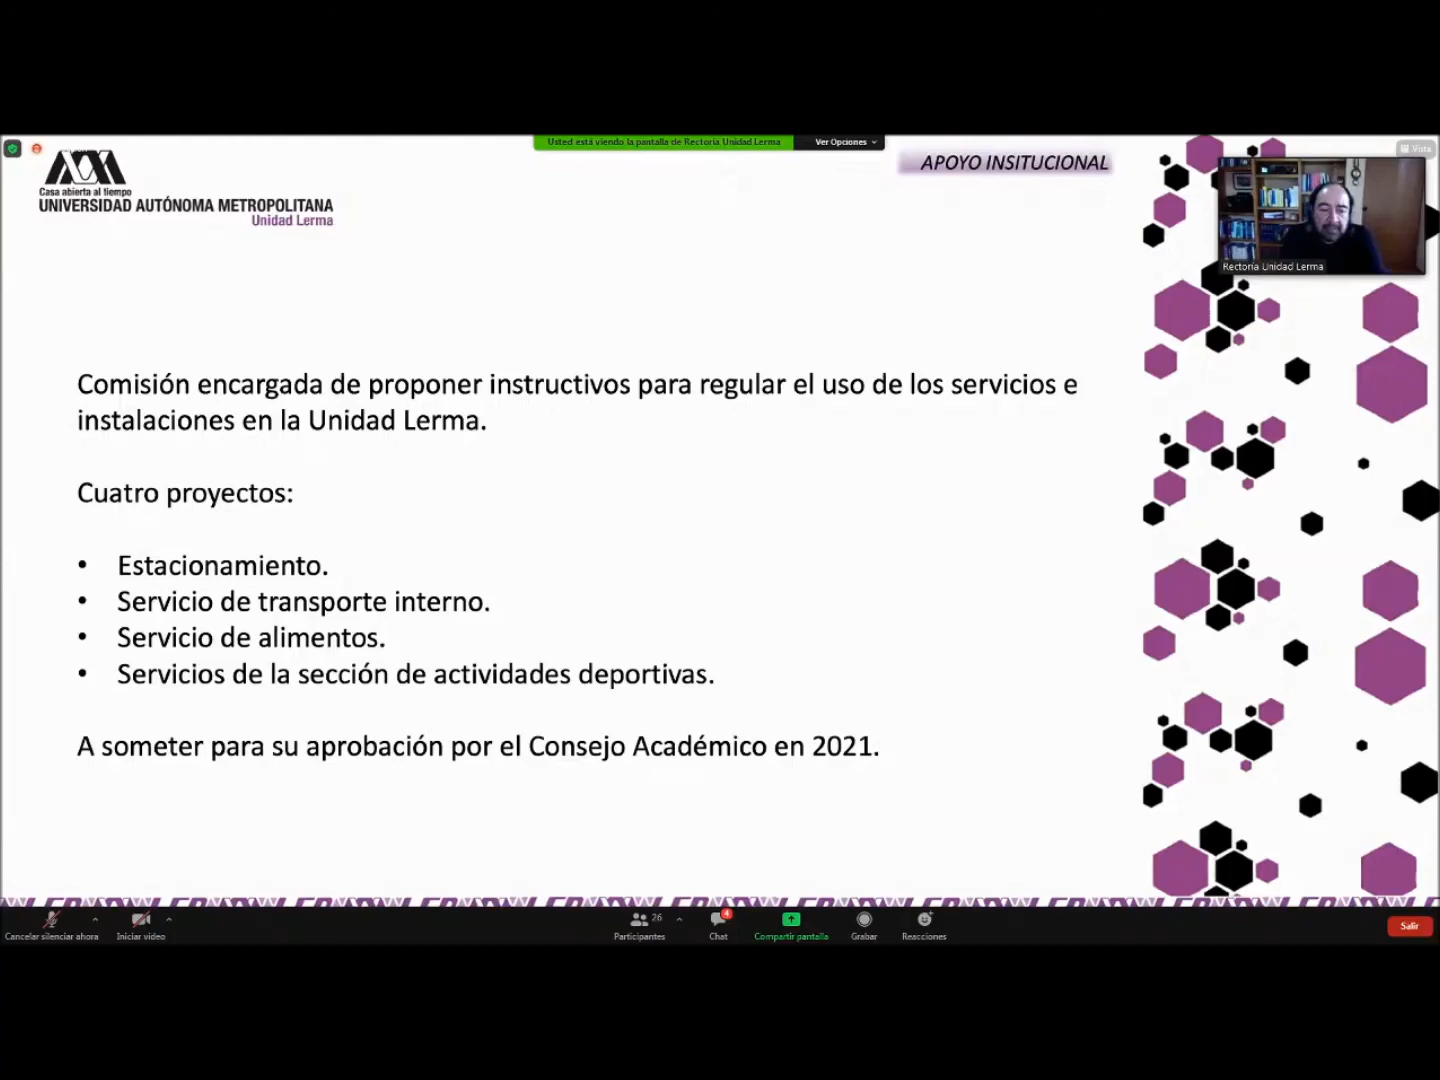 Usted está viendo la pantalla de Rectoría Unidad Lerma
Ver Opciones
Vista
Casa abierta al tiempo
UNIVERSIDAD AUTÓNOMA METROPOLITANA
Unidad Lerma
APOYO INSITUCIONAL
Rectoría Unidad Lerma
Comisión encargada de proponer instructivos para regular el uso de los servicios e
instalaciones en la Unidad Lerma.
Cuatro proyectos:
• Estacionamiento.
• Servicio de transporte interno.
• Servicio de alimentos.
• Servicios de la sección de actividades deportivas.
A someter para su aprobación por el Consejo Académico en 2021.
Cancelar silenciar ahora
Iniciar video
26
Participantes
4
Chat
Compartir pantalla
Grabar
Reacciones
Salir